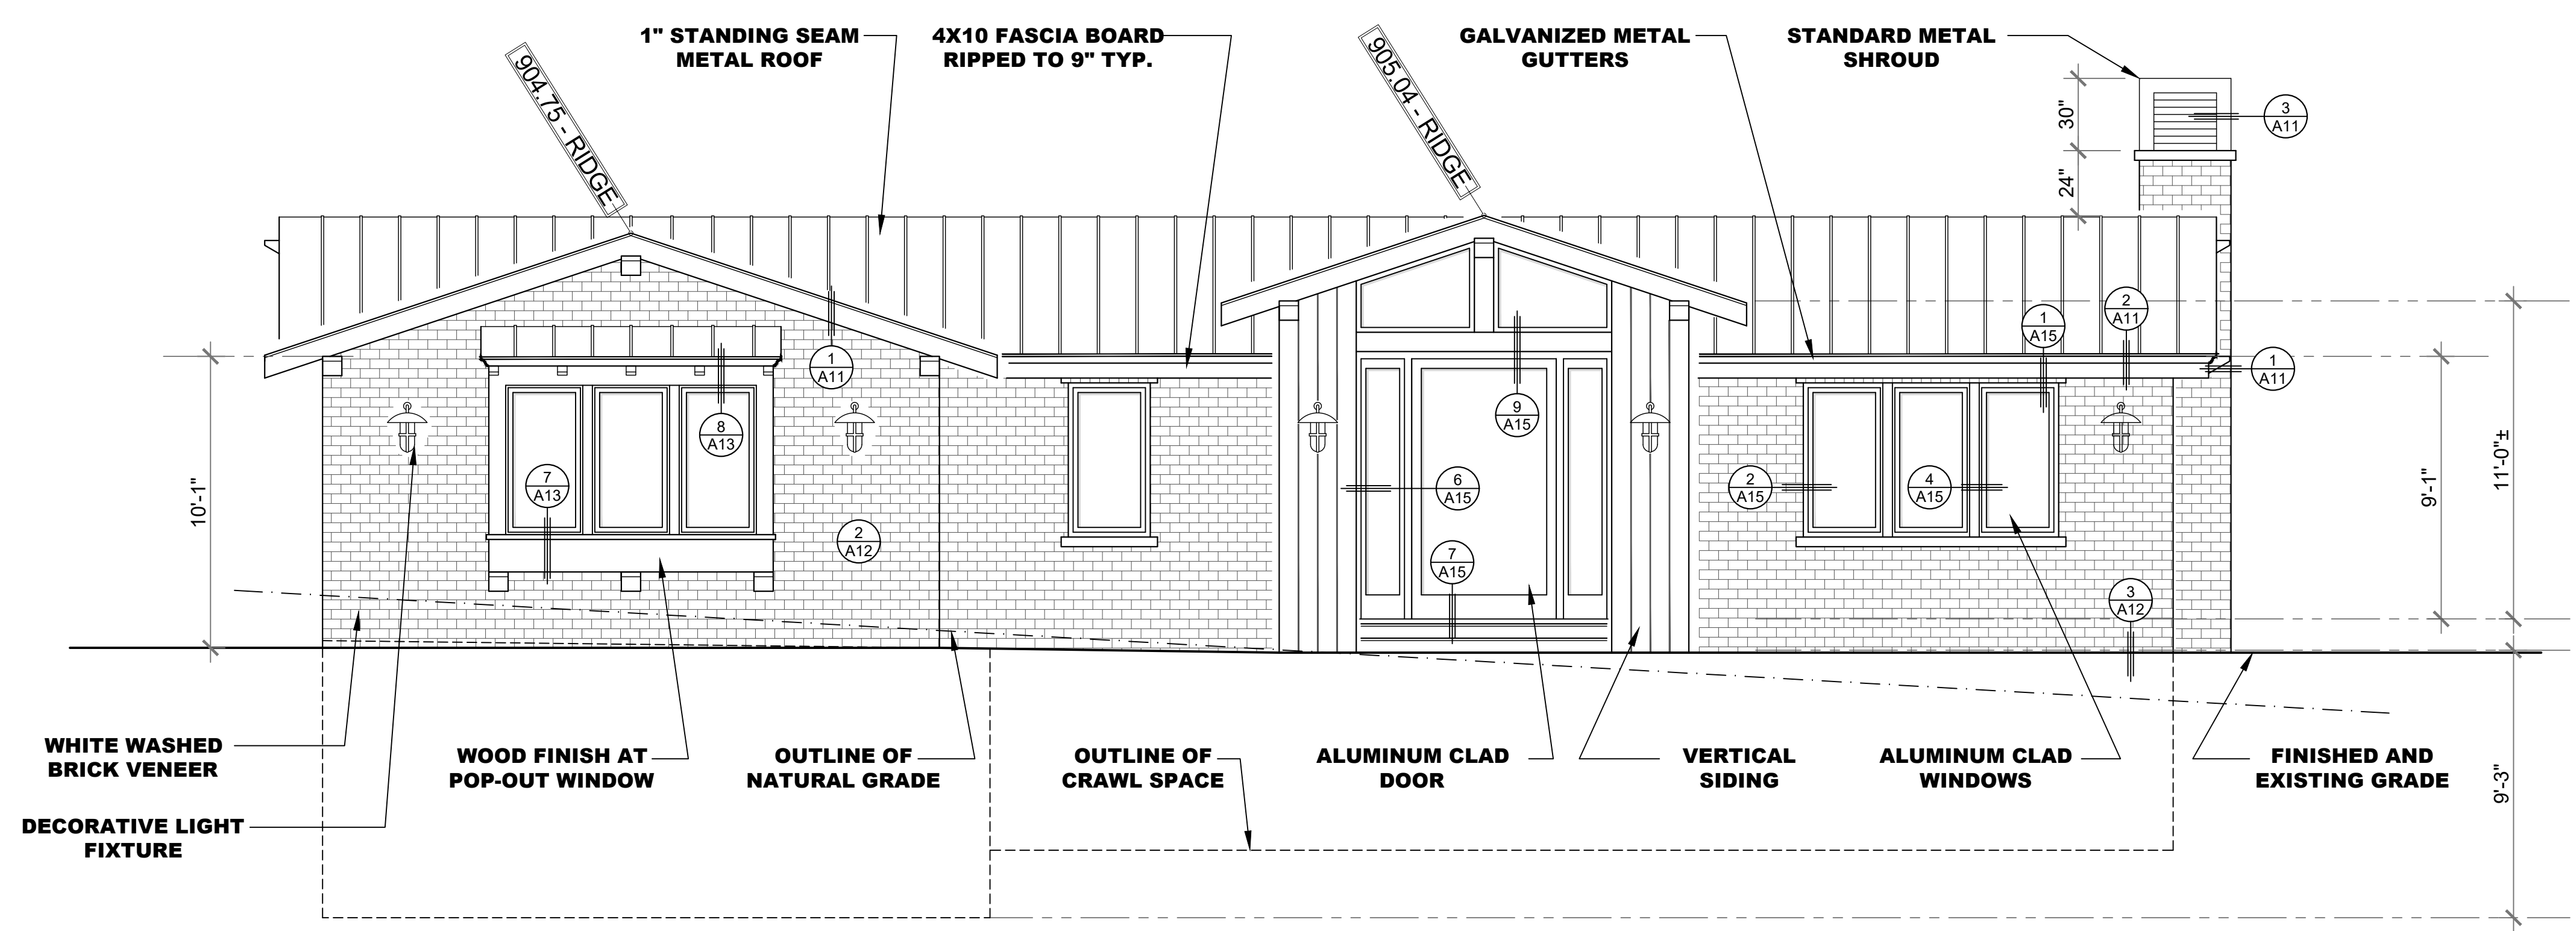 1" STANDING SEAM
METAL ROOF
4X10 FASCIA BOARD
RIPPED TO 9" TYP.
GALVANIZED METAL
GUTTERS
STANDARD METAL
SHROUD
904.75 - RIDGE
905.04 - RIDGE
30"
24"
3
A11
1
A11
8
A13
7
A13
2
A12
9
A15
6
A15
7
A15
2
A15
4
A15
1
A15
2
A11
1
A11
3
A12
10'-1"
9'-1"
11'-0"±
9'-3"
WHITE WASHED
BRICK VENEER
DECORATIVE LIGHT
FIXTURE
WOOD FINISH AT
POP-OUT WINDOW
OUTLINE OF
NATURAL GRADE
OUTLINE OF
CRAWL SPACE
ALUMINUM CLAD
DOOR
VERTICAL
SIDING
ALUMINUM CLAD
WINDOWS
FINISHED AND
EXISTING GRADE